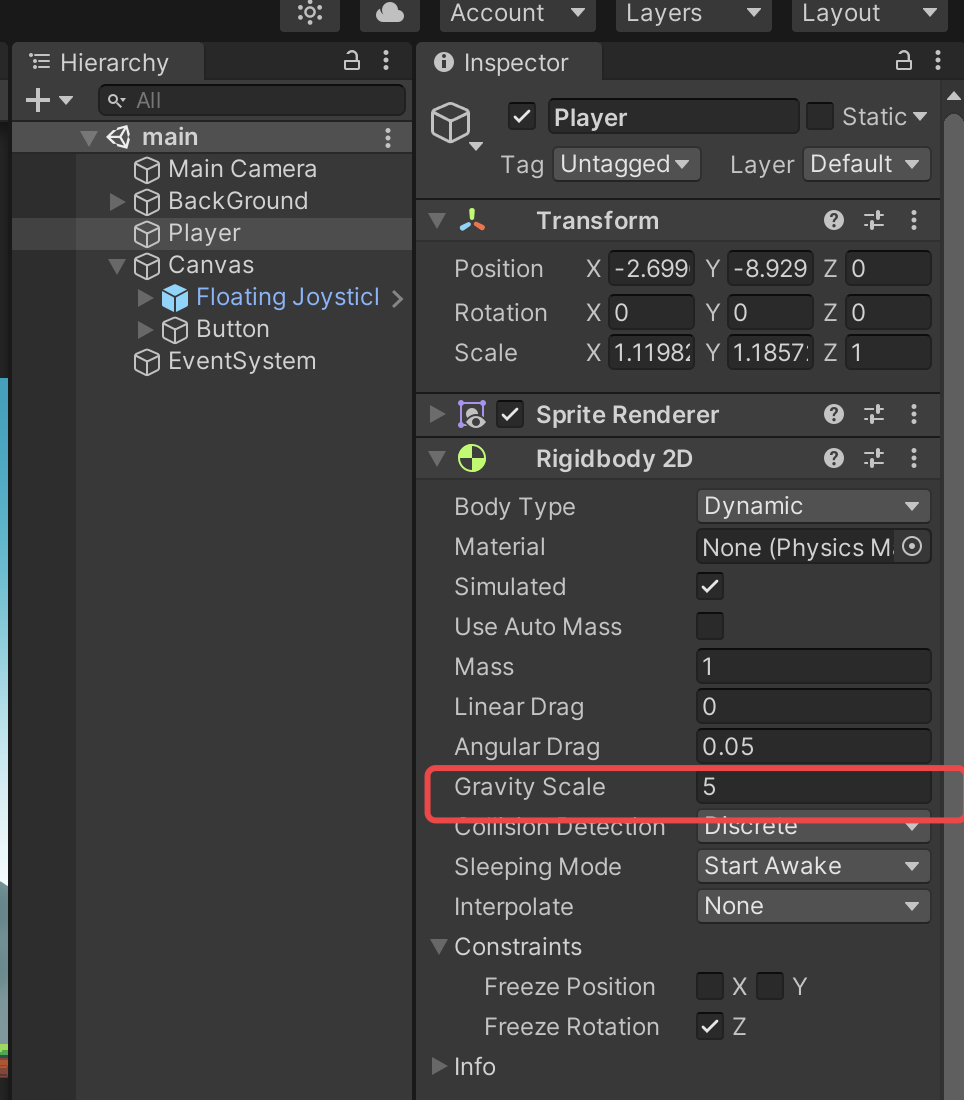 Account Layers Layout
Hierarchy
All
main
Main Camera
BackGround
Player
Canvas
Floating Joysticl
Button
EventSystem
Inspector
Player Static
Tag Untagged Layer Default
Transform
Position X -2.699 Y -8.929 Z 0
Rotation X 0 Y 0 Z 0
Scale X 1.1198 Y 1.1857 Z 1
Sprite Renderer
Rigidbody 2D
Body Type Dynamic
Material None (Physics M
Simulated
Use Auto Mass
Mass 1
Linear Drag 0
Angular Drag 0.05
Gravity Scale 5
Collision Detection Discrete
Sleeping Mode Start Awake
Interpolate None
Constraints
Freeze Position X Y
Freeze Rotation Z
Info